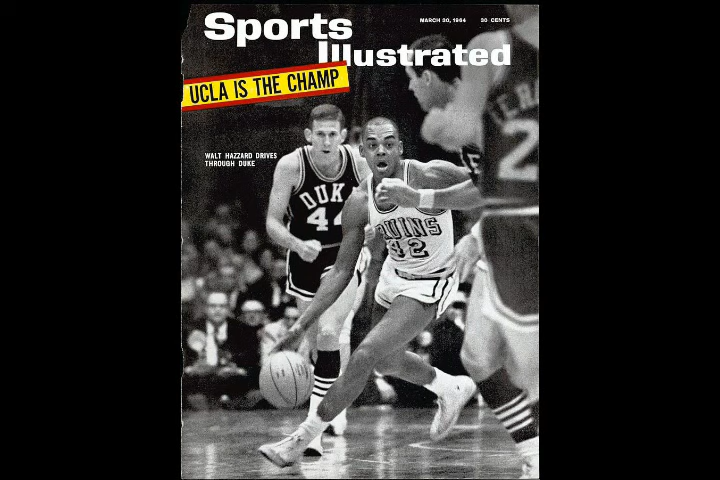 Sports
Illustrated
MARCH 30, 1964 30 CENTS
UCLA IS THE CHAMP
WALT HAZZARD DRIVES
THROUGH DUKE
DUKE
44
BRUINS
42
2